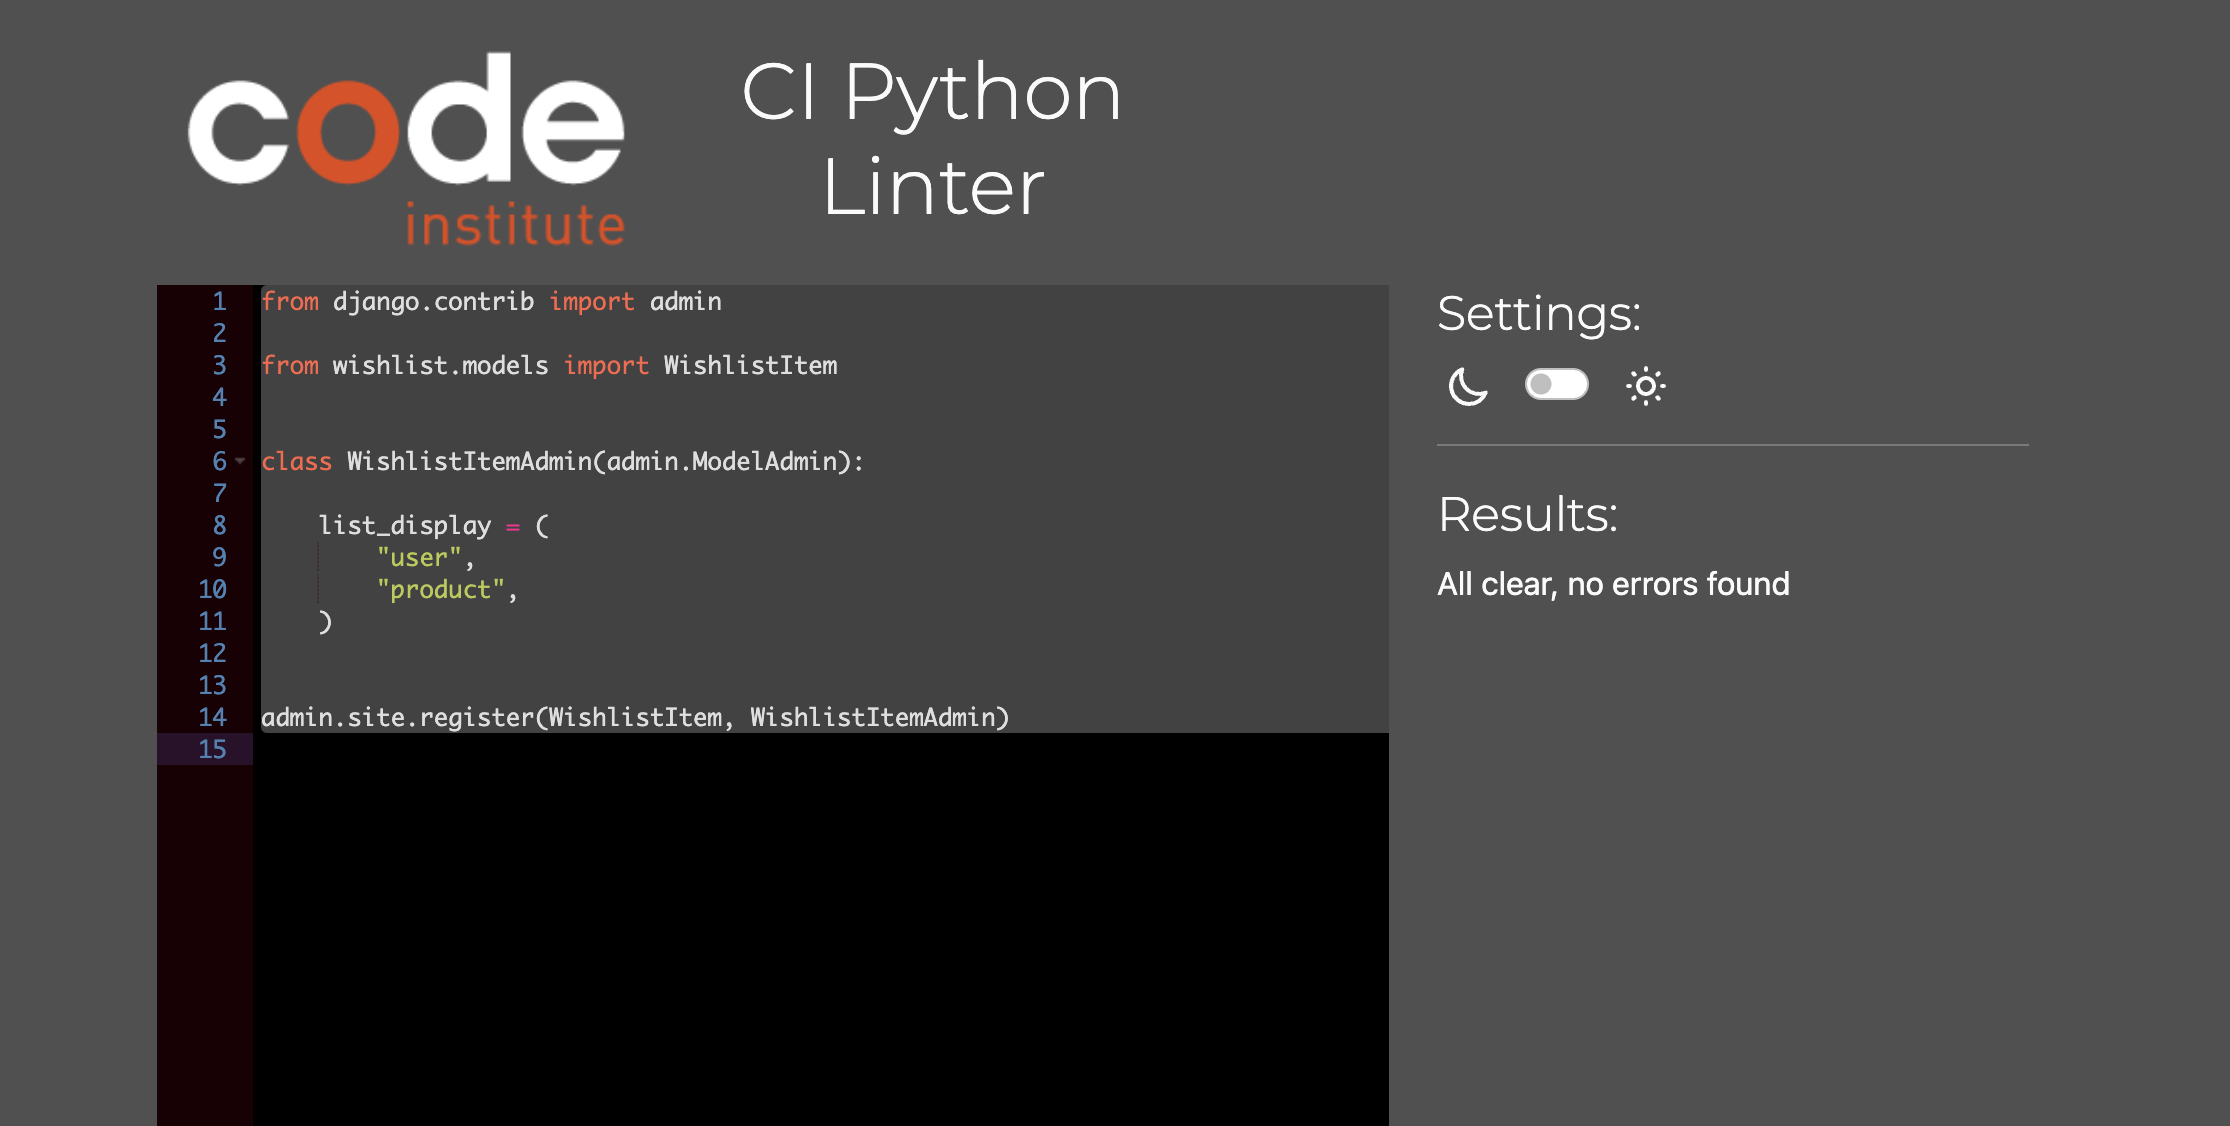 code
institute
CI Python
Linter
1 from django.contrib import admin
2
3 from wishlist.models import WishlistItem
4
5
6 class WishlistItemAdmin(admin.ModelAdmin):
7
8     list_display = (
9         "user",
10         "product",
11     )
12
13
14 admin.site.register(WishlistItem, WishlistItemAdmin)
15
Settings:
Results:
All clear, no errors found